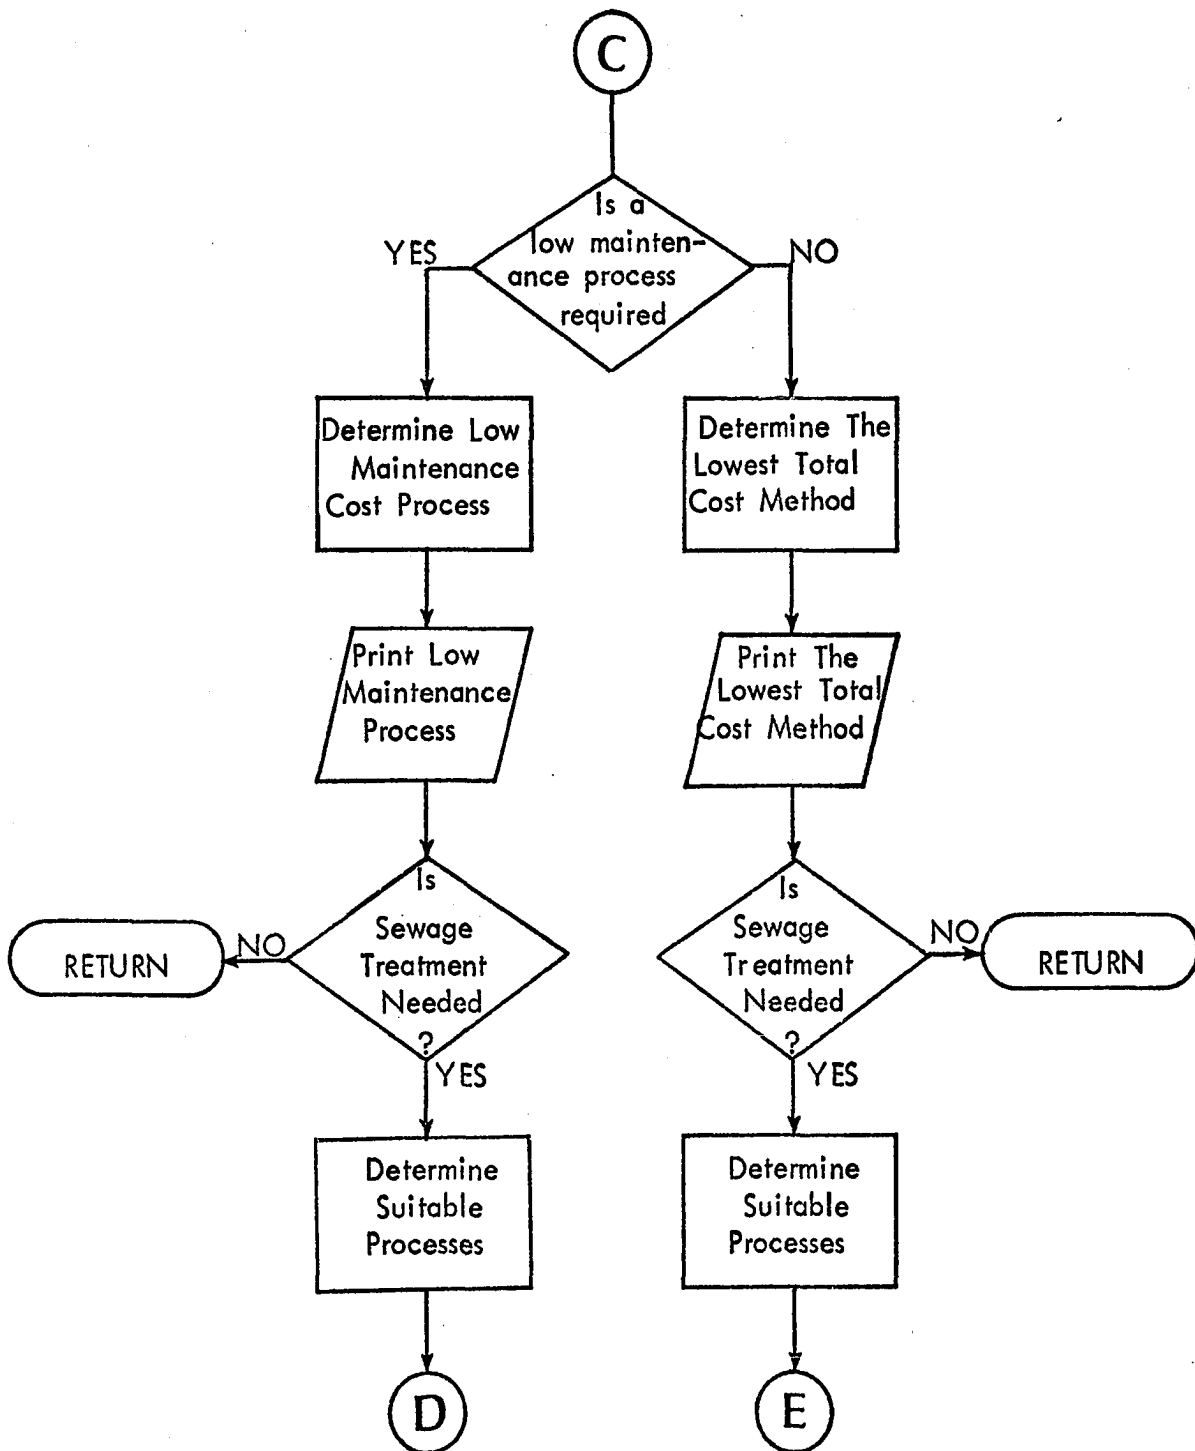 C
Is a
low mainten-
ance process
required
YES
NO
Determine Low
Maintenance
Cost Process
Determine The
Lowest Total
Cost Method
Print Low
Maintenance
Process
Print The
Lowest Total
Cost Method
Is
Sewage
Treatment
Needed
?
NO
RETURN
YES
Is
Sewage
Treatment
Needed
?
NO
RETURN
YES
Determine
Suitable
Processes
Determine
Suitable
Processes
D
E